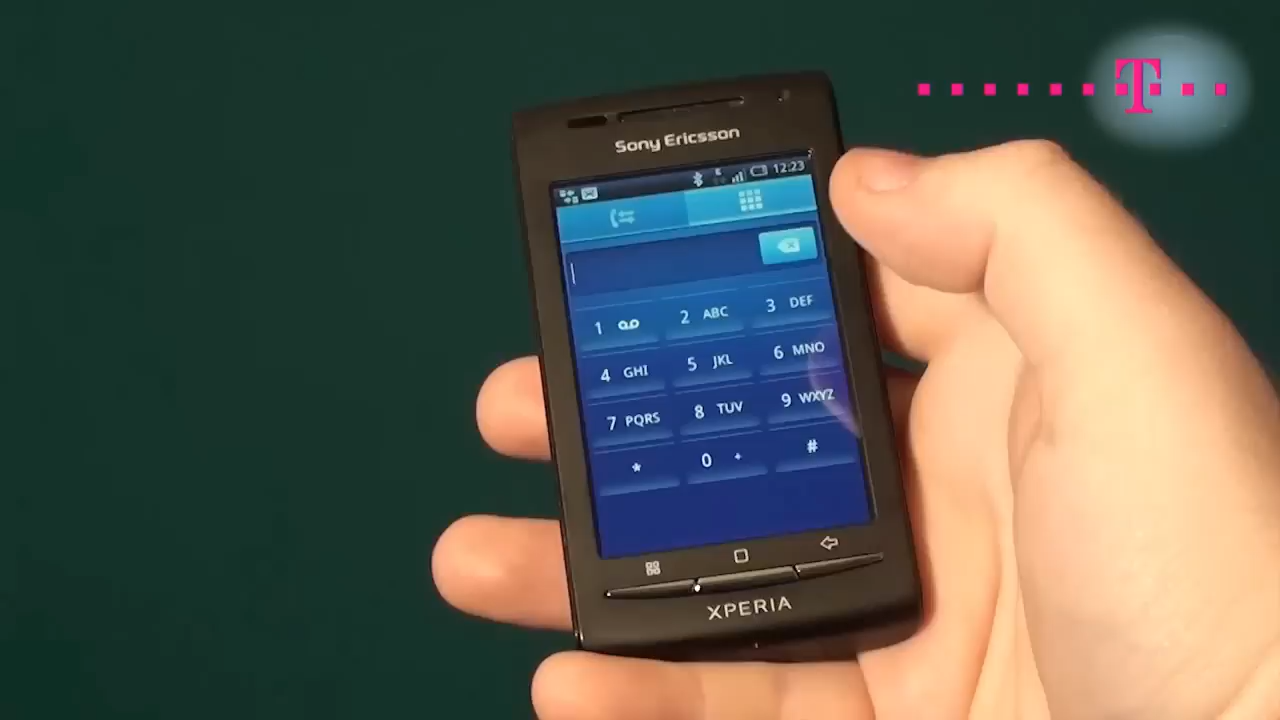 T
Sony Ericsson
12:23
1
2 ABC
3 DEF
4 GHI
5 JKL
6 MNO
7 PQRS
8 TUV
9 WXYZ
*
0 +
#
XPERIA